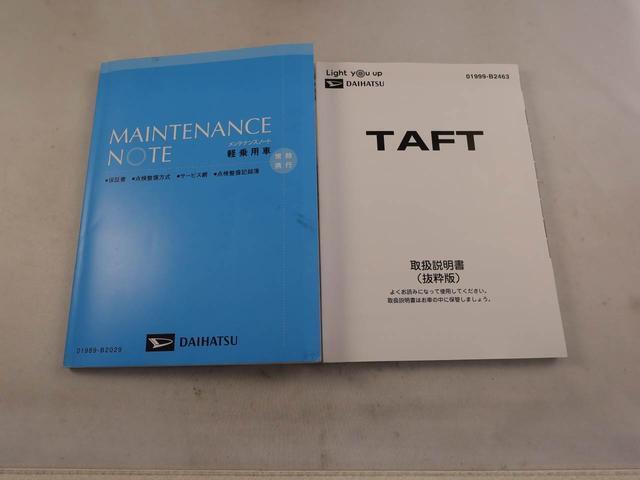 MAINTENANCE
NOTE
メンテナンスノート
軽乗用車
●保証書 ●点検整備方式 ●サービス網 ●点検整備記録簿
DAIHATSU
01989-B2029
Light you up
DAIHATSU
01999-B2463
TAFT
取扱説明書
（抜粋版）
よくお読みになって使用してください。
取扱説明書はお車の中に保管しましょう。